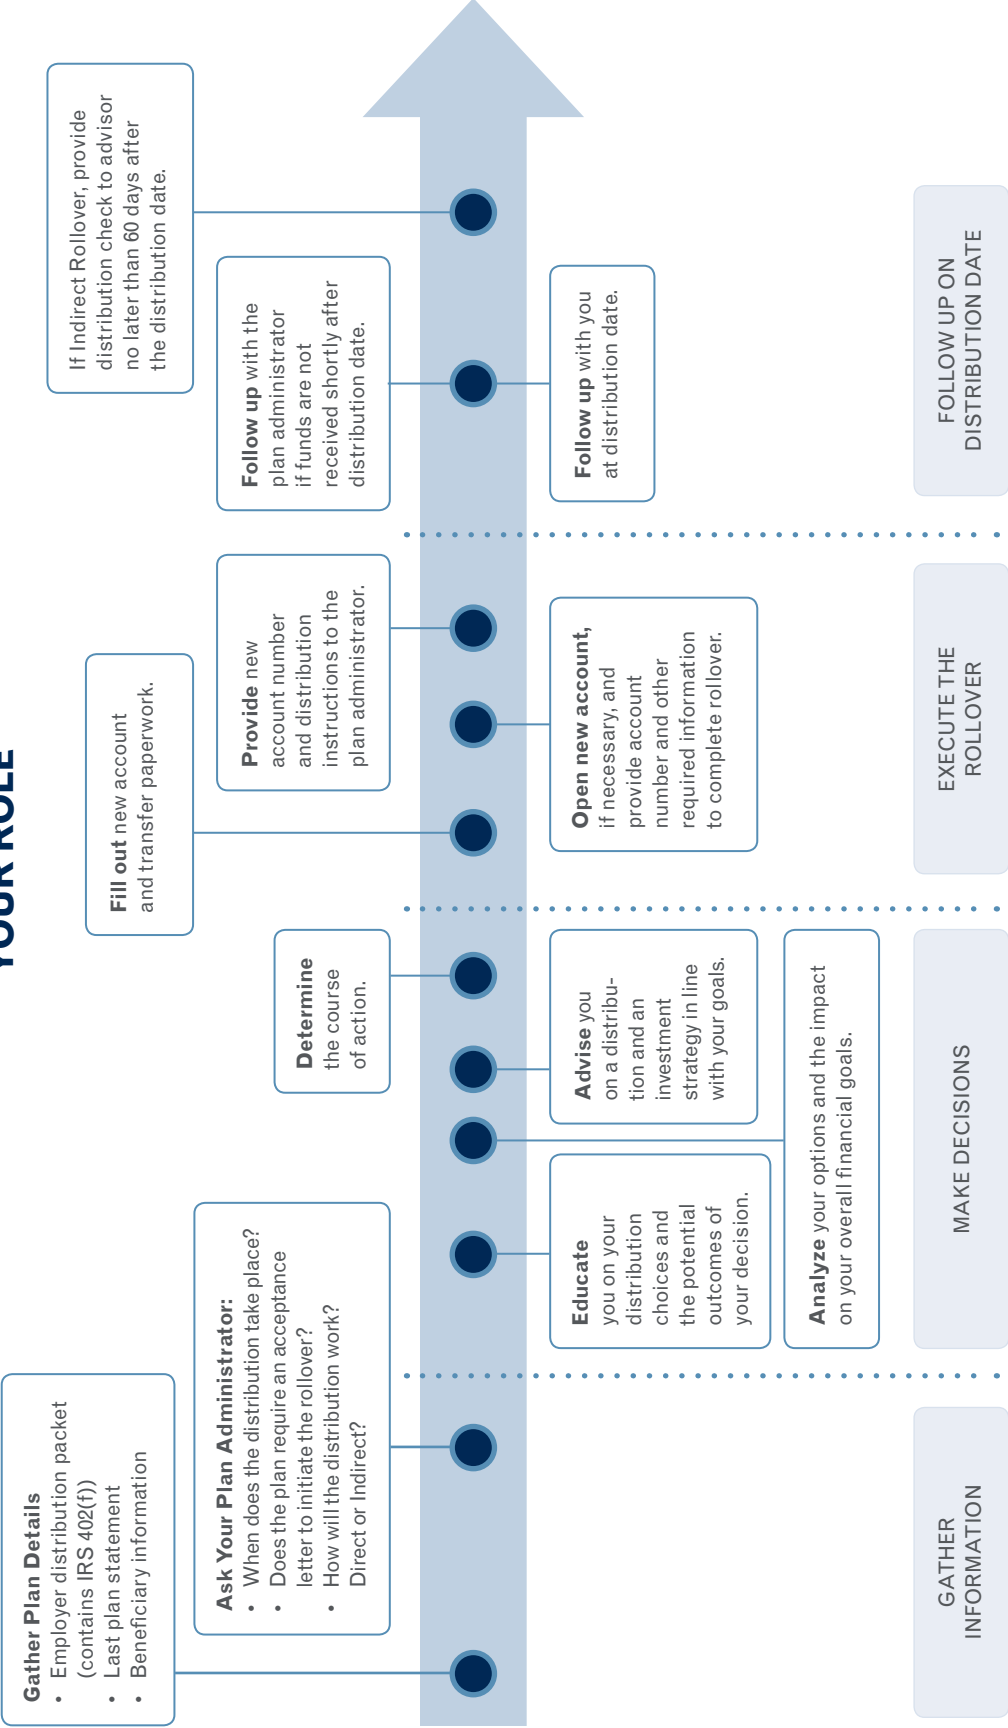 YOUR ROLE
Gather Plan Details
• Employer distribution packet
(contains IRS 402(f))
• Last plan statement
• Beneficiary information
Ask Your Plan Administrator:
• When does the distribution take place?
• Does the plan require an acceptance
letter to initiate the rollover?
• How will the distribution work?
Direct or Indirect?
Determine
the course
of action.
Fill out new account
and transfer paperwork.
Provide new
account number
and distribution
instructions to the
plan administrator.
Follow up with the
plan administrator
if funds are not
received shortly after
distribution date.
If Indirect Rollover, provide
distribution check to advisor
no later than 60 days after
the distribution date.
Educate
you on your
distribution
choices and
the potential
outcomes of
your decision.
Analyze your options and the impact
on your overall financial goals.
Advise you
on a distribu-
tion and an
investment
strategy in line
with your goals.
Open new account,
if necessary, and
provide account
number and other
required information
to complete rollover.
Follow up with you
at distribution date.
GATHER
INFORMATION
MAKE DECISIONS
EXECUTE THE
ROLLOVER
FOLLOW UP ON
DISTRIBUTION DATE